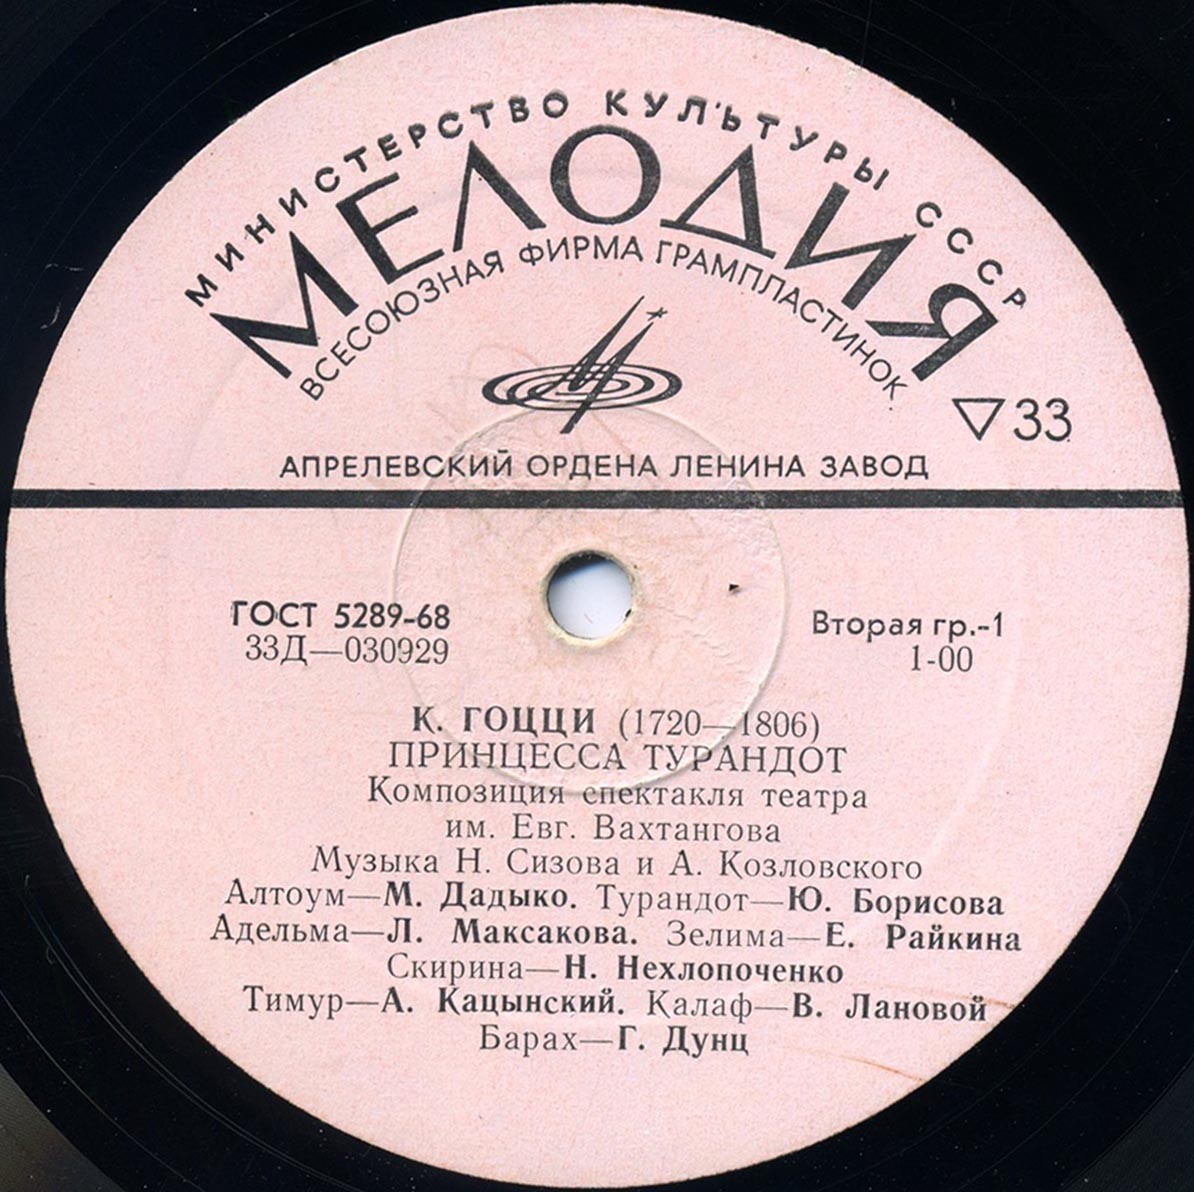 МИНИСТЕРСТВО КУЛЬТУРЫ СССР
МЕЛОДИЯ
ВСЕСОЮЗНАЯ ФИРМА ГРАМПЛАСТИНОК
▽33
АПРЕЛЕВСКИЙ ОРДЕНА ЛЕНИНА ЗАВОД
ГОСТ 5289-68
33Д—030929
Вторая гр.-1
1-00
К. ГОЦЦИ (1720—1806)
ПРИНЦЕССА ТУРАНДОТ
Композиция спектакля театра
им. Евг. Вахтангова
Музыка Н. Сизова и А. Козловского
Алтоум—М. Дадыко. Турандот—Ю. Борисова
Адельма—Л. Максакова. Зелима—Е. Райкина
Скирина—Н. Нехлопоченко
Тимур—А. Кацынский. Калаф—В. Лановой
Барах—Г. Дунц